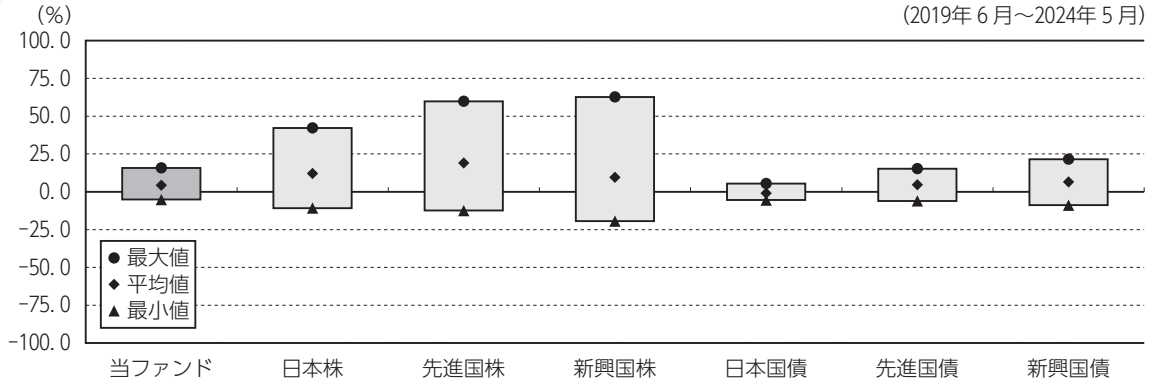 (%)
(2019年6月～2024年5月)
100.0
75.0
50.0
25.0
0.0
-25.0
-50.0
-75.0
-100.0
最大値
平均値
最小値
当ファンド 日本株 先進国株 新興国株 日本国債 先進国債 新興国債